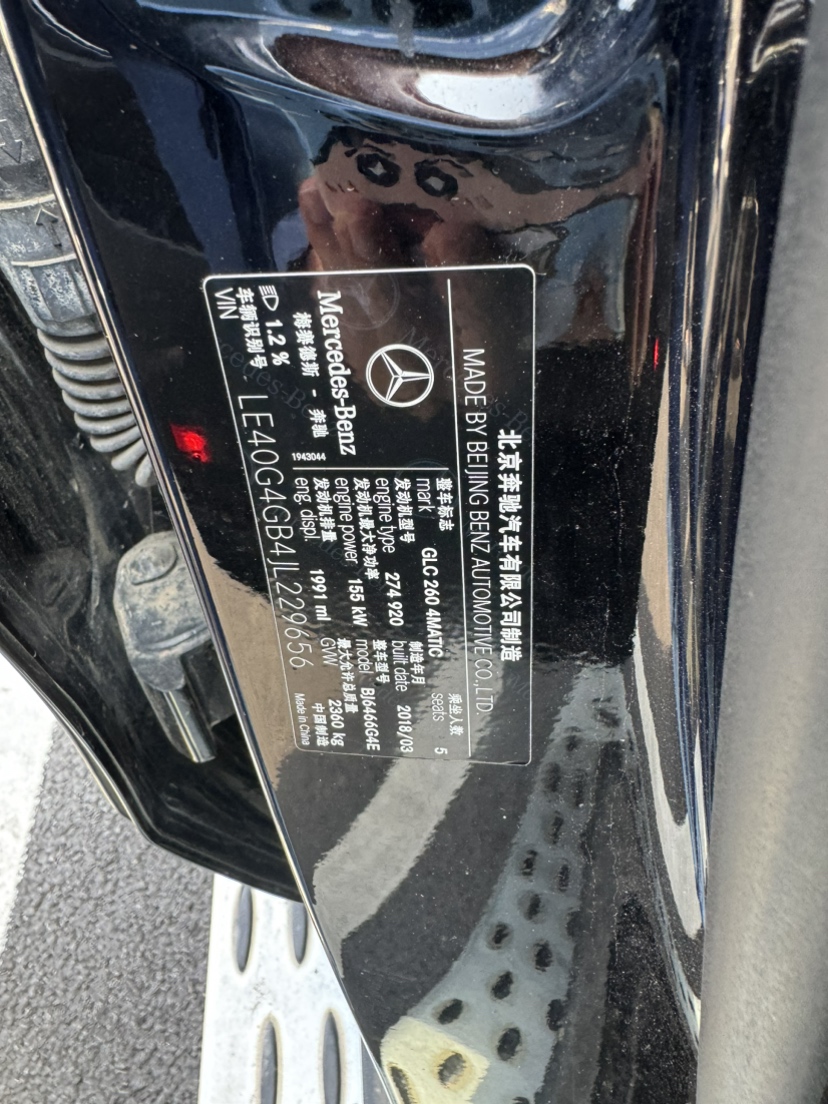 北京奔驰汽车有限公司制造
MADE BY BEIJING BENZ AUTOMOTIVE CO.,LTD.
Mercedes-Benz
梅赛德斯 - 奔驰
1943044
整车标志 mark GLC 260 4MATIC 乘坐人数 seats 5
发动机型号 engine type 274 920 制造年月 built date 2018/03
发动机最大净功率 engine power 155 kW 整车型号 model BJ6466G4E
发动机排量 eng. displ. 1991 ml 最大允许总质量 GVW 2360 kg
1.2 %
中国制造 Made in China
车辆识别号 VIN LE40G4GB4JL229656